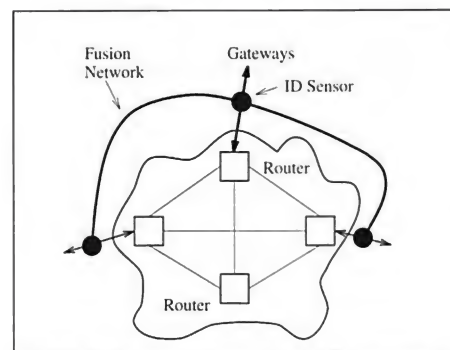 Fusion
Network
Gateways
ID Sensor
Router
Router